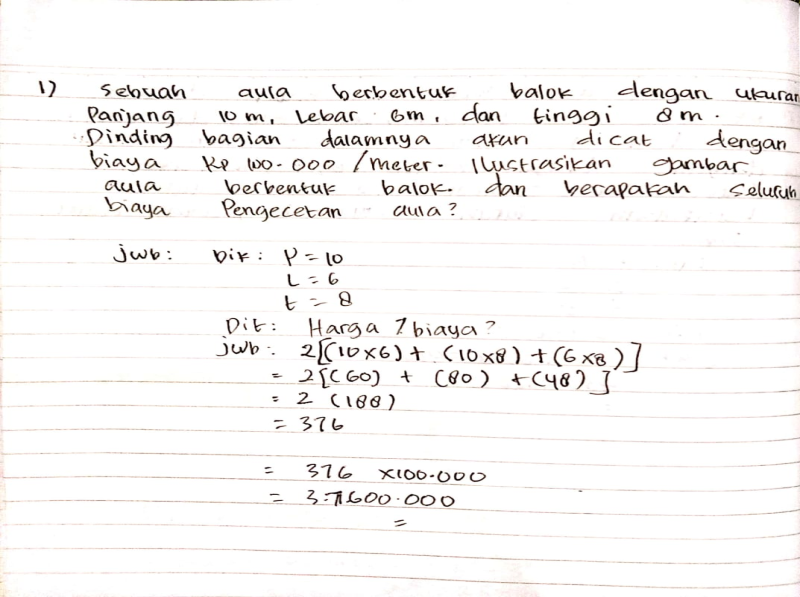 1) Sebuah aula berbentuk balok dengan ukuran
Panjang 10 m, Lebar 6m, dan tinggi 8 m.
Dinding bagian dalamnya akan dicat dengan
biaya Rp 100.000 / meter. Ilustrasikan gambar
aula berbentuk balok. dan berapakah seluruh
biaya Pengecetan aula?
jwb: Dik: P = 10
L = 6
t = 8
Dit: Harga / biaya?
jwb: 2[(10x6) + (10x8) + (6x8)]
= 2[(60) + (80) + (48)]
= 2 (188)
= 376
= 376 x100.000
= 37.600.000
=